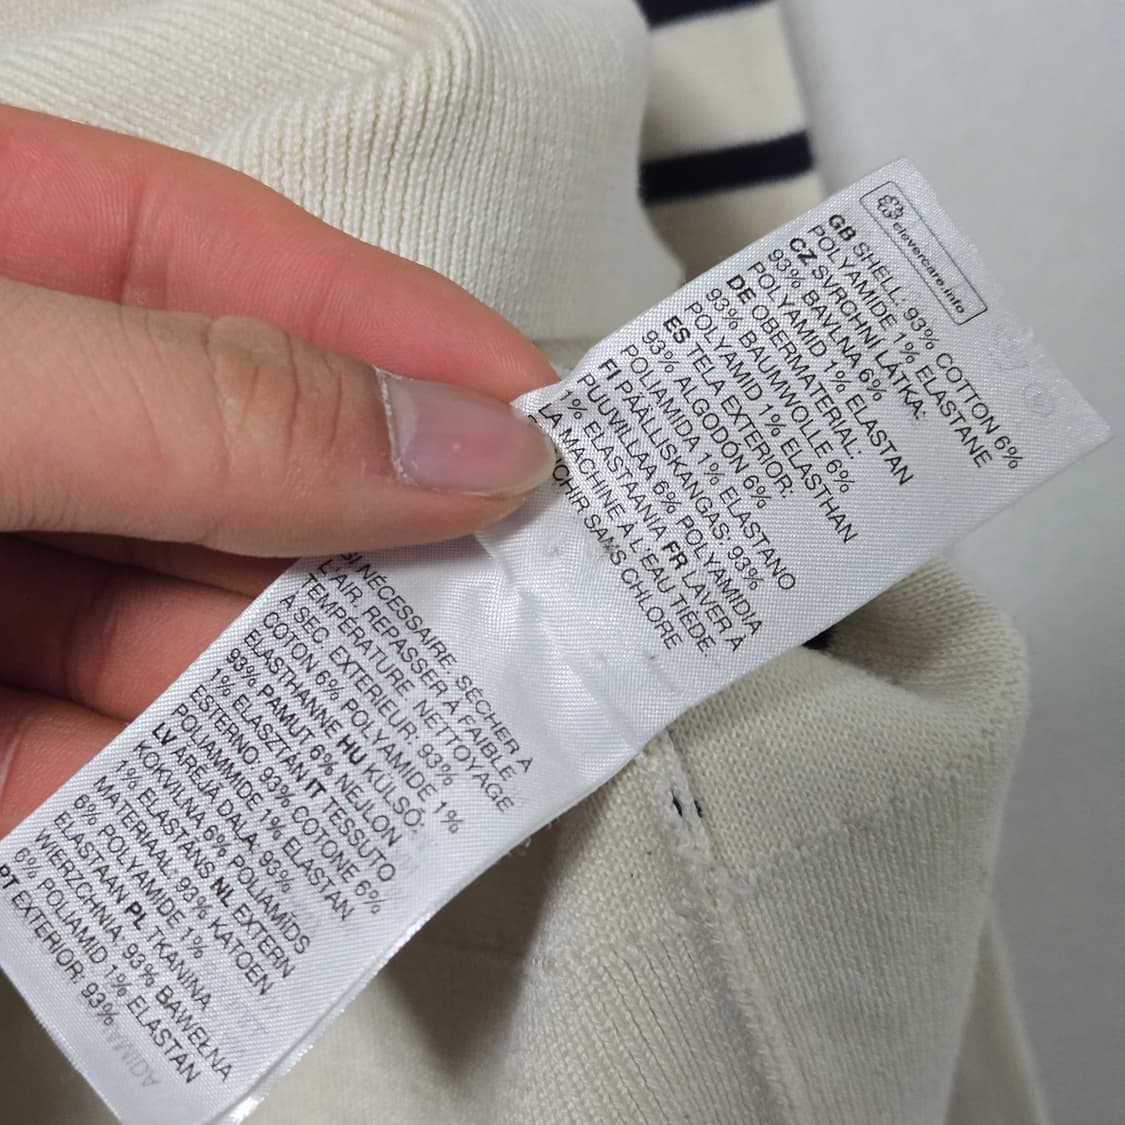 clevercare.info
GB SHELL: 93% COTTON 6%
POLYAMIDE 1% ELASTANE
CZ SVRCHNÍ LÁTKA:
93% BAVLNA 6%
POLYAMID 1% ELASTAN
DE OBERMATERIAL:
93% BAUMWOLLE 6%
POLYAMID 1% ELASTHAN
ES TELA EXTERIOR:
93% ALGODÓN 6%
POLIAMIDA 1% ELASTANO
FI PÄÄLLISKANGAS: 93%
PUUVILLAA 6% POLYAMIDIA
1% ELASTAANIA FR LAVER À
LA MACHINE À L'EAU TIÈDE.
SANS CHLORE
SI NÉCESSAIRE. SÉCHER À
L'AIR. REPASSER À FAIBLE
TEMPÉRATURE. NETTOYAGE
À SEC. EXTÉRIEUR: 93%
COTON 6% POLYAMIDE 1%
ELASTHANNE HU KÜLSŐ:
93% PAMUT 6% NEJLON
1% ELASZTÁN IT TESSUTO
ESTERNO: 93% COTONE 6%
POLIAMMIDE 1% ELASTAN
LV ĀRĒJĀ DAĻA: 93%
KOKVILNA 6% POLIAMĪDS
1% ELASTĀNS NL EXTERN
MATERIAAL: 93% KATOEN
6% POLYAMIDE 1%
ELASTAAN PL TKANINA
WIERZCHNIA: 93% BAWEŁNA
6% POLIAMID 1% ELASTAN
PT EXTERIOR: 93%